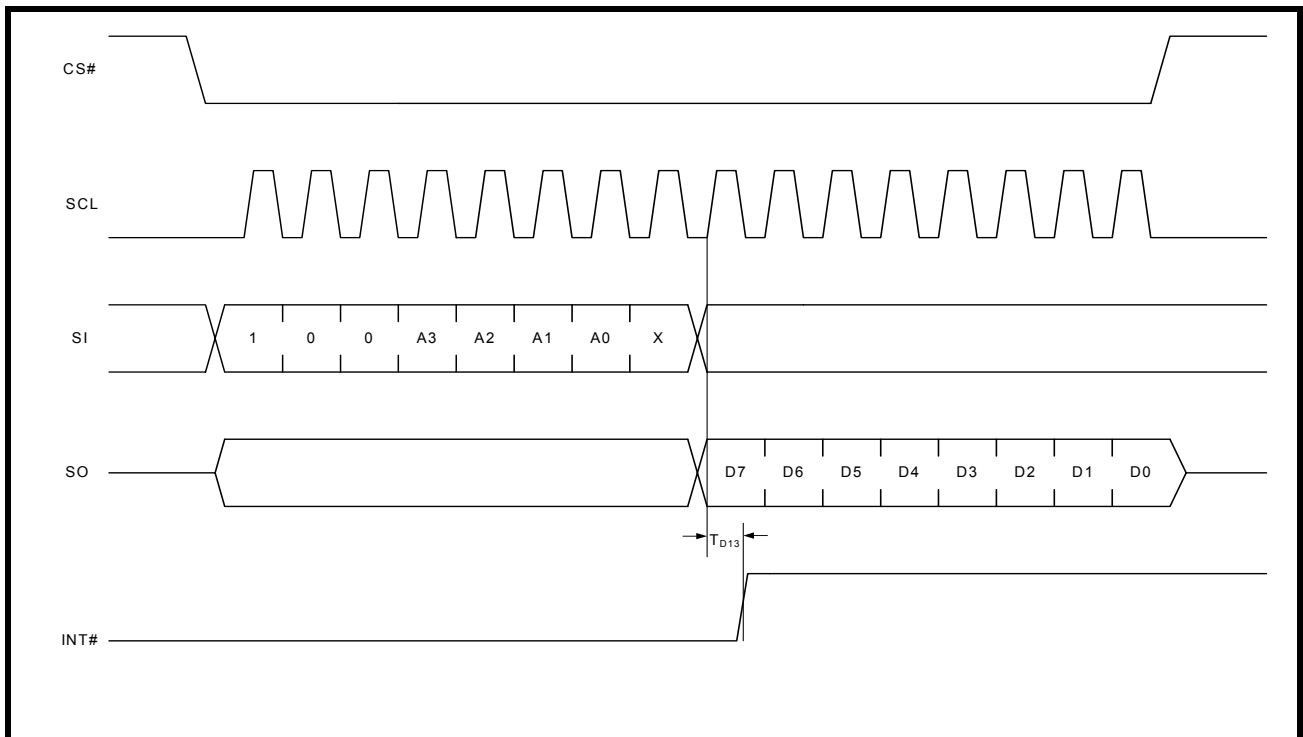 CS#
SCL
SI
1 0 0 A3 A2 A1 A0 X
SO
D7 D6 D5 D4 D3 D2 D1 D0
TD13
INT#